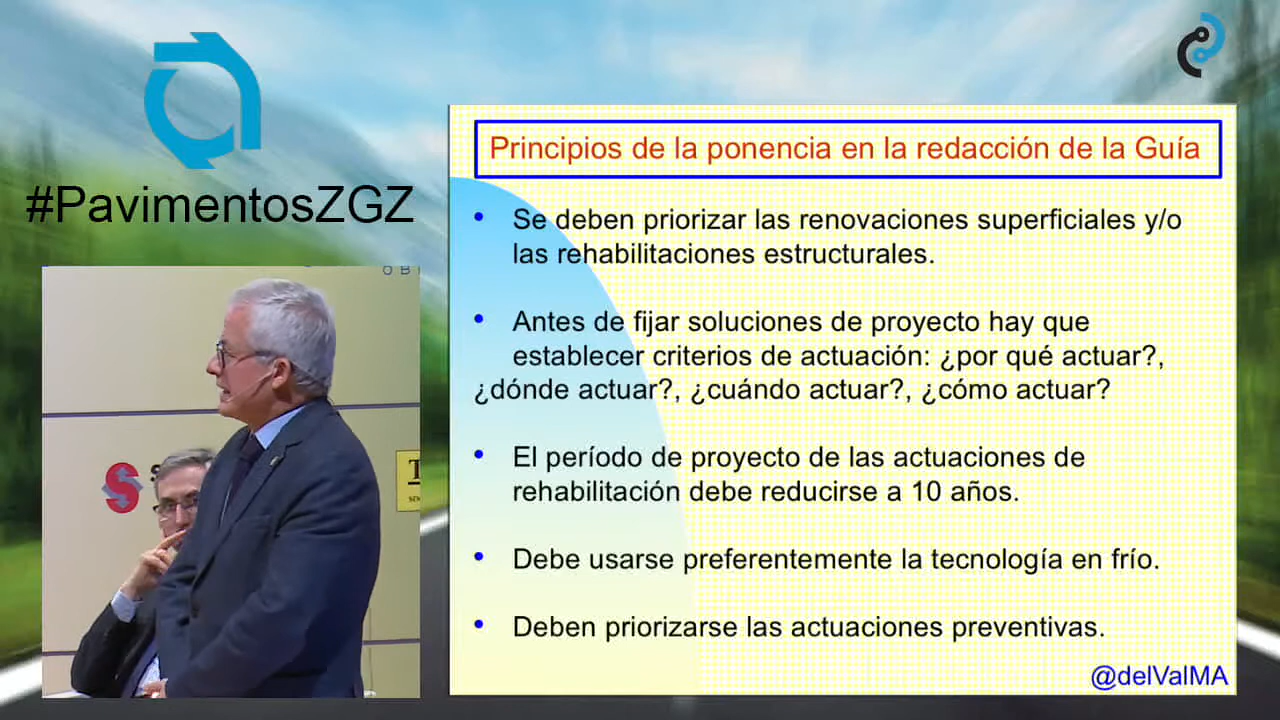 #PavimentosZGZ
Principios de la ponencia en la redacción de la Guía
• Se deben priorizar las renovaciones superficiales y/o
las rehabilitaciones estructurales.
• Antes de fijar soluciones de proyecto hay que
establecer criterios de actuación: ¿por qué actuar?,
¿dónde actuar?, ¿cuándo actuar?, ¿cómo actuar?
• El período de proyecto de las actuaciones de
rehabilitación debe reducirse a 10 años.
• Debe usarse preferentemente la tecnología en frío.
• Deben priorizarse las actuaciones preventivas.
@delValMA